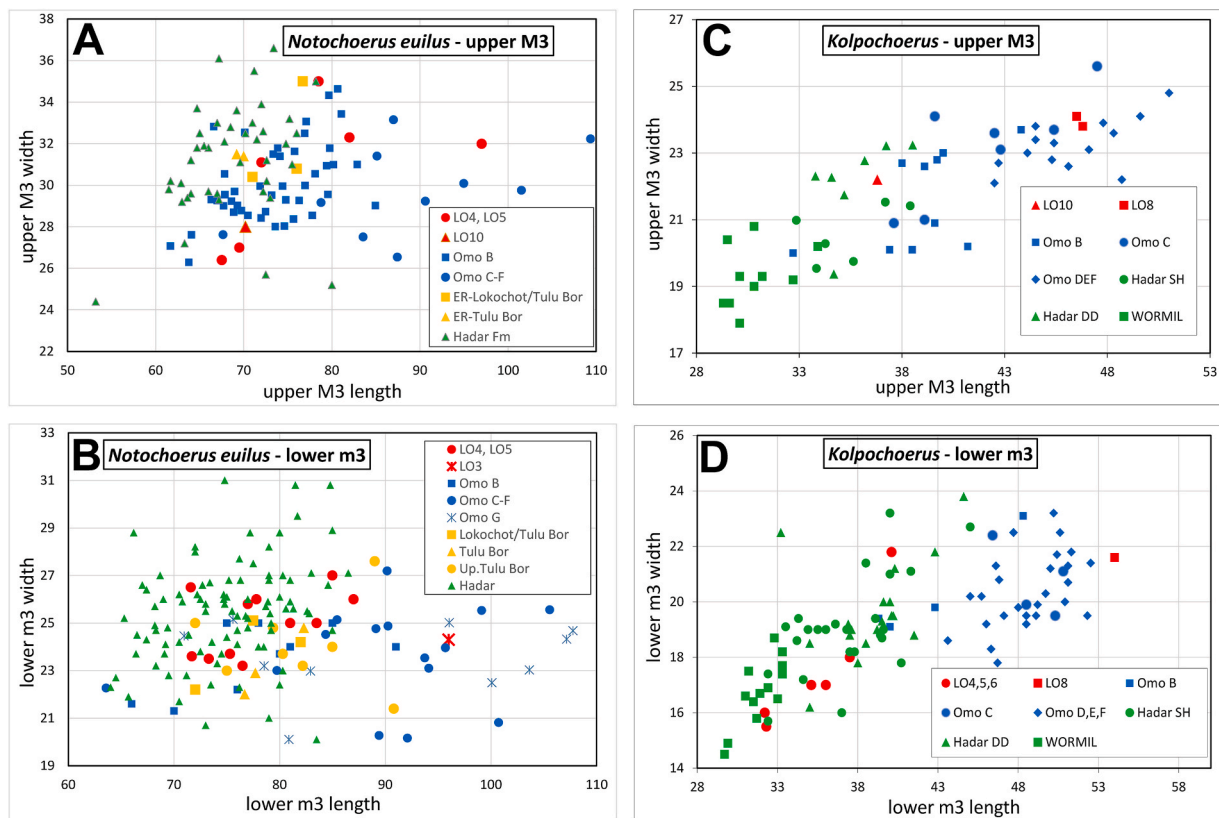 A
Notochoerus euilus - upper M3
upper M3 width
38
36
34
32
30
28
26
24
22
50 60 70 80 90 100 110
upper M3 length
LO4, LO5
LO10
Omo B
Omo C-F
ER-Lokochot/Tulu Bor
ER-Tulu Bor
Hadar Fm
C
Kolpochoerus - upper M3
upper M3 width
27
25
23
21
19
17
28 33 38 43 48 53
upper M3 length
LO10 LO8
Omo B Omo C
Omo DEF Hadar SH
Hadar DD WORMIL
B
Notochoerus euilus - lower m3
lower m3 width
33
31
29
27
25
23
21
19
60 70 80 90 100 110
lower m3 length
LO4, LO5
LO3
Omo B
Omo C-F
Omo G
Lokochot/Tulu Bor
Tulu Bor
Up.Tulu Bor
Hadar
D
Kolpochoerus - lower m3
lower m3 width
26
24
22
20
18
16
14
28 33 38 43 48 53 58
lower m3 length
LO4,5,6 LO8 Omo B
Omo C Omo D,E,F Hadar SH
Hadar DD WORMIL